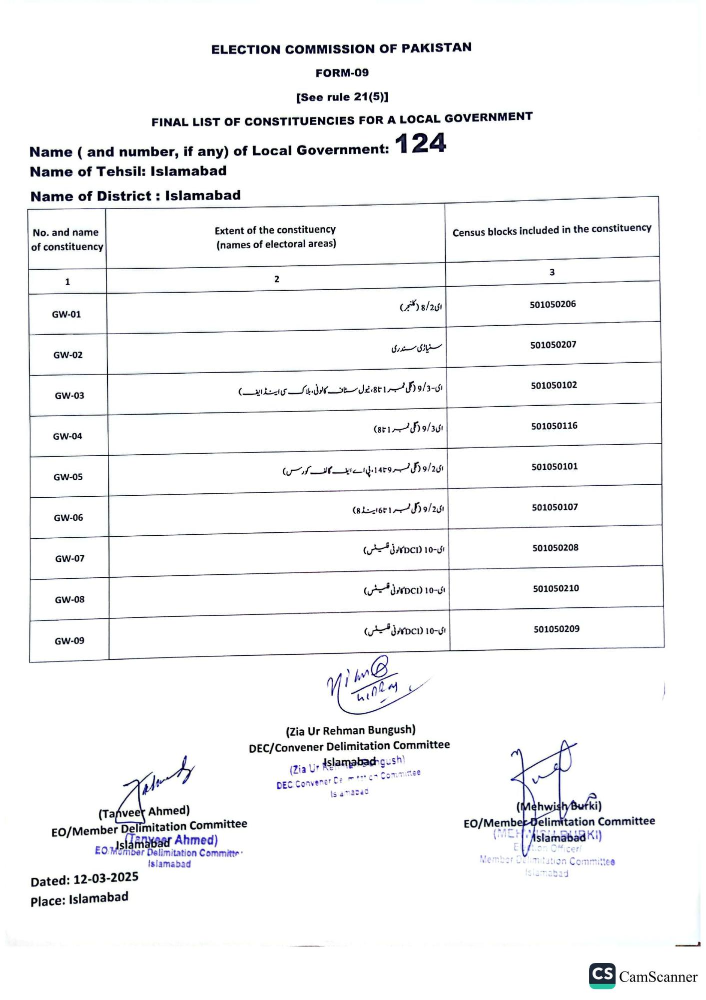 ELECTION COMMISSION OF PAKISTAN
FORM-09
[See rule 21(5)]
FINAL LIST OF CONSTITUENCIES FOR A LOCAL GOVERNMENT
Name ( and number, if any) of Local Government: 124
Name of Tehsil: Islamabad
Name of District : Islamabad
No. and name of constituency | Extent of the constituency (names of electoral areas) | Census blocks included in the constituency
1 | 2 | 3
GW-01 | ای8/2 (کلنجر) | 501050206
GW-02 | سنیاڑی سندری | 501050207
GW-03 | ای-9/3 (گلی نمبر 1 تا 8، نیول سٹاف کالونی، بلاک سی اینڈ ایف) | 501050102
GW-04 | ای9/3 (گلی نمبر 1 تا 8) | 501050116
GW-05 | ای9/2 (گلی نمبر 9 تا 14، پی اے ایف گالف کورس) | 501050101
GW-06 | ای9/2 (گلی نمبر 1 تا 6 اینڈ 8) | 501050107
GW-07 | ای-10 (DCI کالونی فلیٹس) | 501050208
GW-08 | ای-10 (DCI کالونی فلیٹس) | 501050210
GW-09 | ای-10 (DCI کالونی فلیٹس) | 501050209
(Zia Ur Rehman Bungush)
DEC/Convener Delimitation Committee
Islamabad
(Zia Ur Rehman Bungush)
DEC/Convener Delimitation Committee
Islamabad
(Tanveer Ahmed)
EO/Member Delimitation Committee
Islamabad
(Tanveer Ahmed)
EO/Member Delimitation Committee
Islamabad
(Mehwish Burki)
EO/Member Delimitation Committee
Islamabad
(MEHWISH BURKI)
Election Officer/
Member Delimitation Committee
Islamabad
Dated: 12-03-2025
Place: Islamabad
CS CamScanner